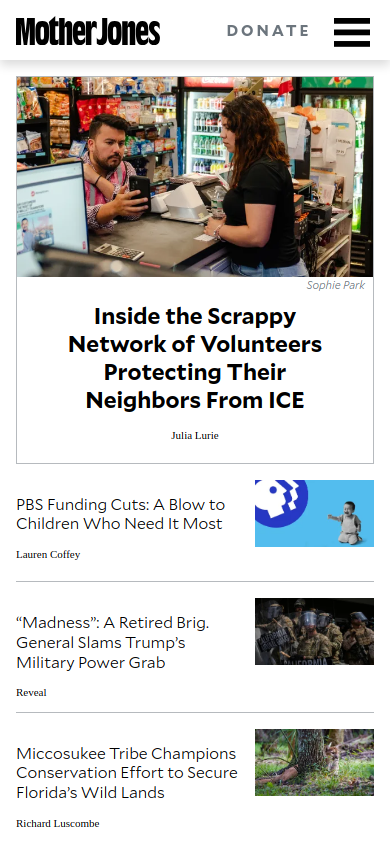 Mother Jones
DONATE
Sophie Park
Inside the Scrappy
Network of Volunteers
Protecting Their
Neighbors From ICE
Julia Lurie
PBS Funding Cuts: A Blow to
Children Who Need It Most
Lauren Coffey
“Madness”: A Retired Brig.
General Slams Trump’s
Military Power Grab
Reveal
CALIFORNIA
Miccosukee Tribe Champions
Conservation Effort to Secure
Florida’s Wild Lands
Richard Luscombe